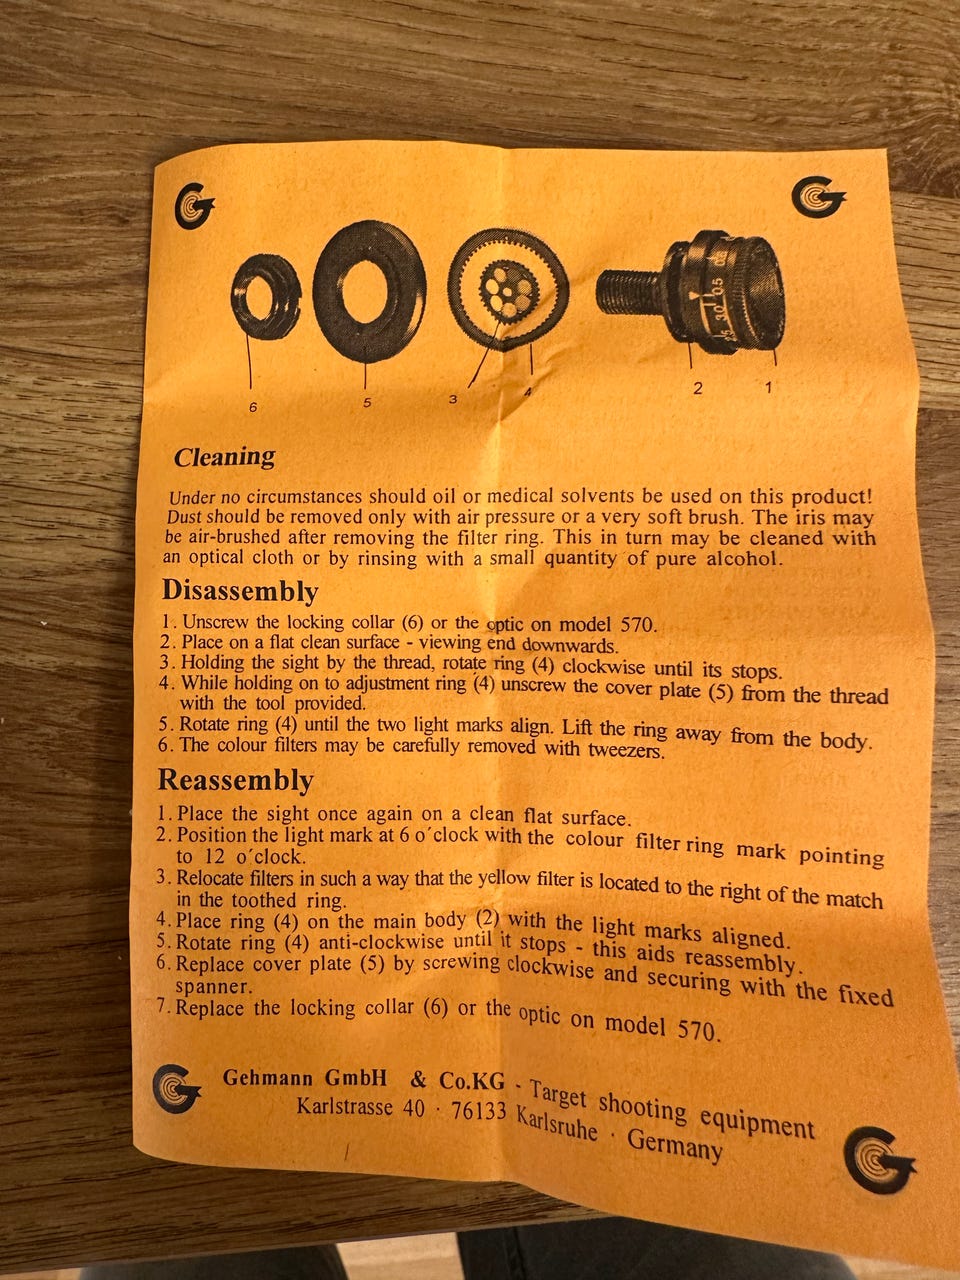 G G
3.0 0.5
6 5 3 4 2 1
Cleaning
Under no circumstances should oil or medical solvents be used on this product!
Dust should be removed only with air pressure or a very soft brush. The iris may
be air-brushed after removing the filter ring. This in turn may be cleaned with
an optical cloth or by rinsing with a small quantity of pure alcohol.
Disassembly
1. Unscrew the locking collar (6) or the optic on model 570.
2. Place on a flat clean surface - viewing end downwards.
3. Holding the sight by the thread, rotate ring (4) clockwise until its stops.
4. While holding on to adjustment ring (4) unscrew the cover plate (5) from the thread
with the tool provided.
5. Rotate ring (4) until the two light marks align. Lift the ring away from the body.
6. The colour filters may be carefully removed with tweezers.
Reassembly
1. Place the sight once again on a clean flat surface.
2. Position the light mark at 6 o´clock with the colour filter ring mark pointing
to 12 o´clock.
3. Relocate filters in such a way that the yellow filter is located to the right of the match
in the toothed ring.
4. Place ring (4) on the main body (2) with the light marks aligned.
5. Rotate ring (4) anti-clockwise until it stops - this aids reassembly.
6. Replace cover plate (5) by screwing clockwise and securing with the fixed
spanner.
7. Replace the locking collar (6) or the optic on model 570.
Gehmann GmbH & Co.KG - Target shooting equipment
Karlstrasse 40 · 76133 Karlsruhe · Germany
G G